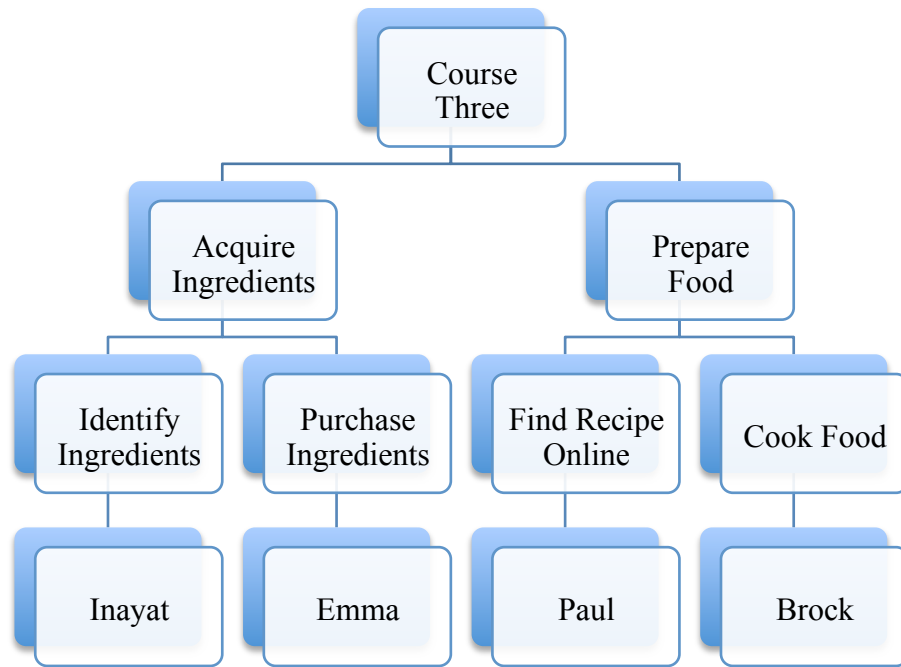 Course
Three
Acquire
Ingredients
Prepare
Food
Identify
Ingredients
Purchase
Ingredients
Find Recipe
Online
Cook Food
Inayat
Emma
Paul
Brock